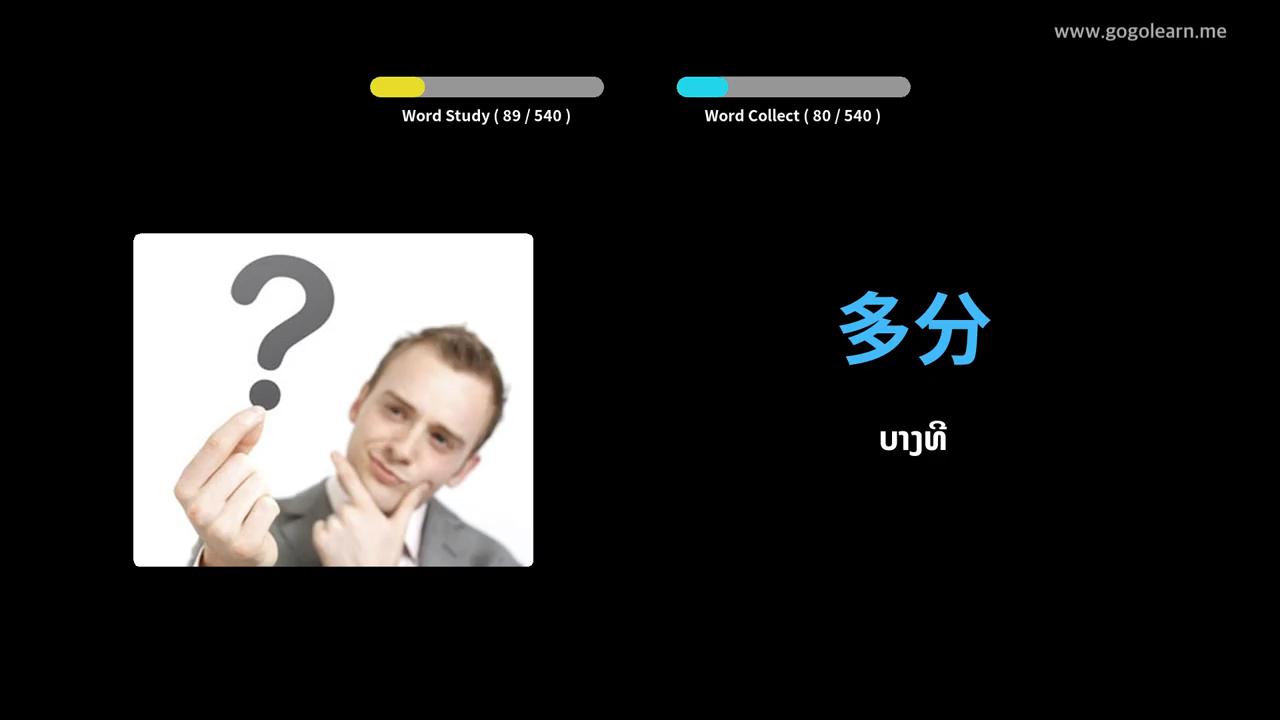 www.gogolearn.me
Word Study ( 89 / 540 )
Word Collect ( 80 / 540 )
?
多分
ບາງທີ